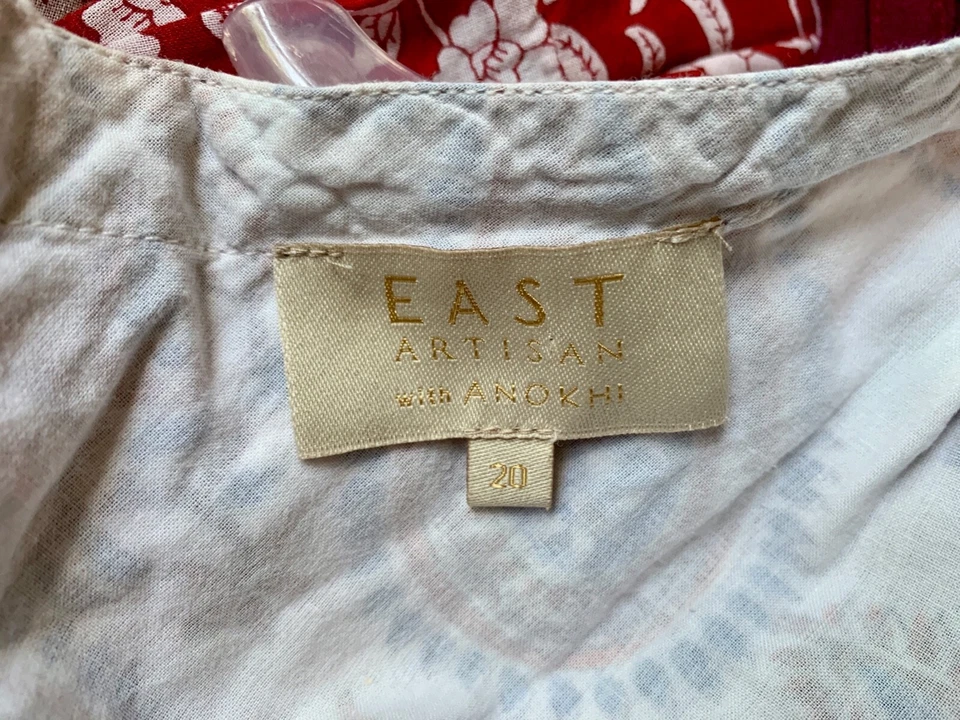 EAST
ARTISAN
with ANOKHI
20